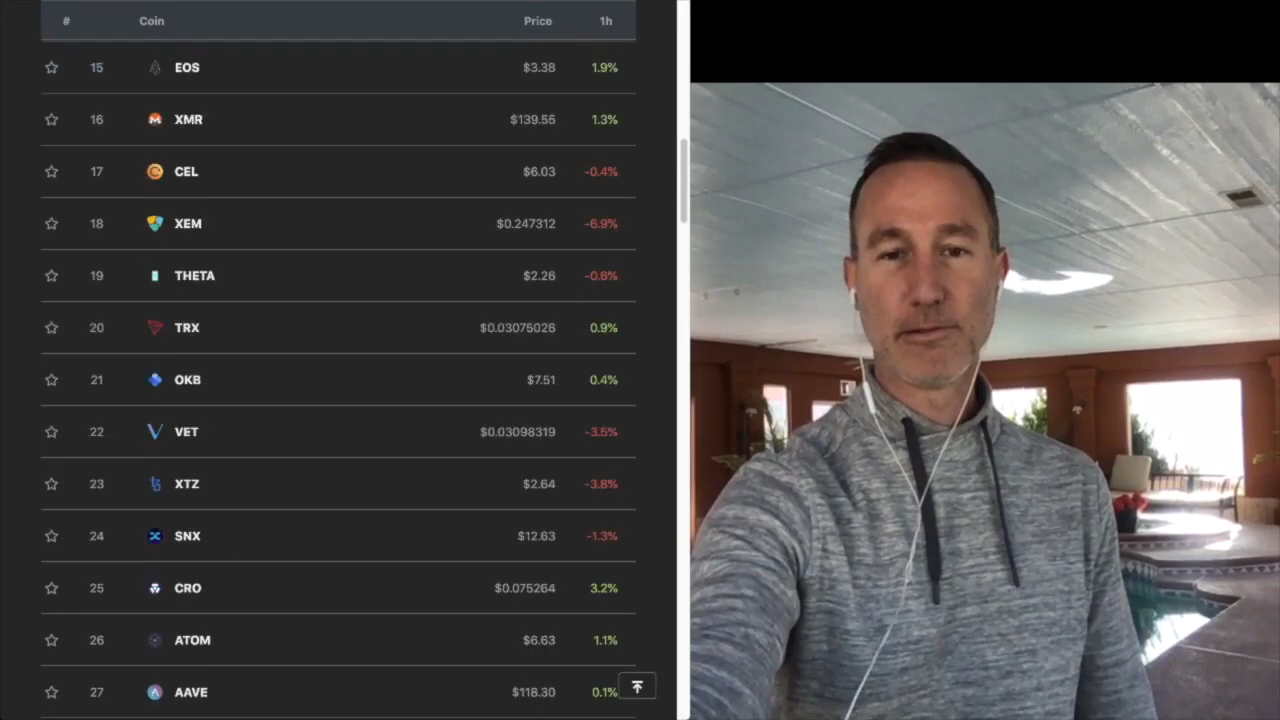 # Coin Price 1h
15 EOS $3.38 1.9%
16 XMR $139.55 1.3%
17 CEL $6.03 -0.4%
18 XEM $0.247312 -6.9%
19 THETA $2.26 -0.6%
20 TRX $0.03075026 0.9%
21 OKB $7.51 0.4%
22 VET $0.03098319 -3.5%
23 XTZ $2.64 -3.8%
24 SNX $12.63 -1.3%
25 CRO $0.075264 3.2%
26 ATOM $6.63 1.1%
27 AAVE $118.30 0.1%